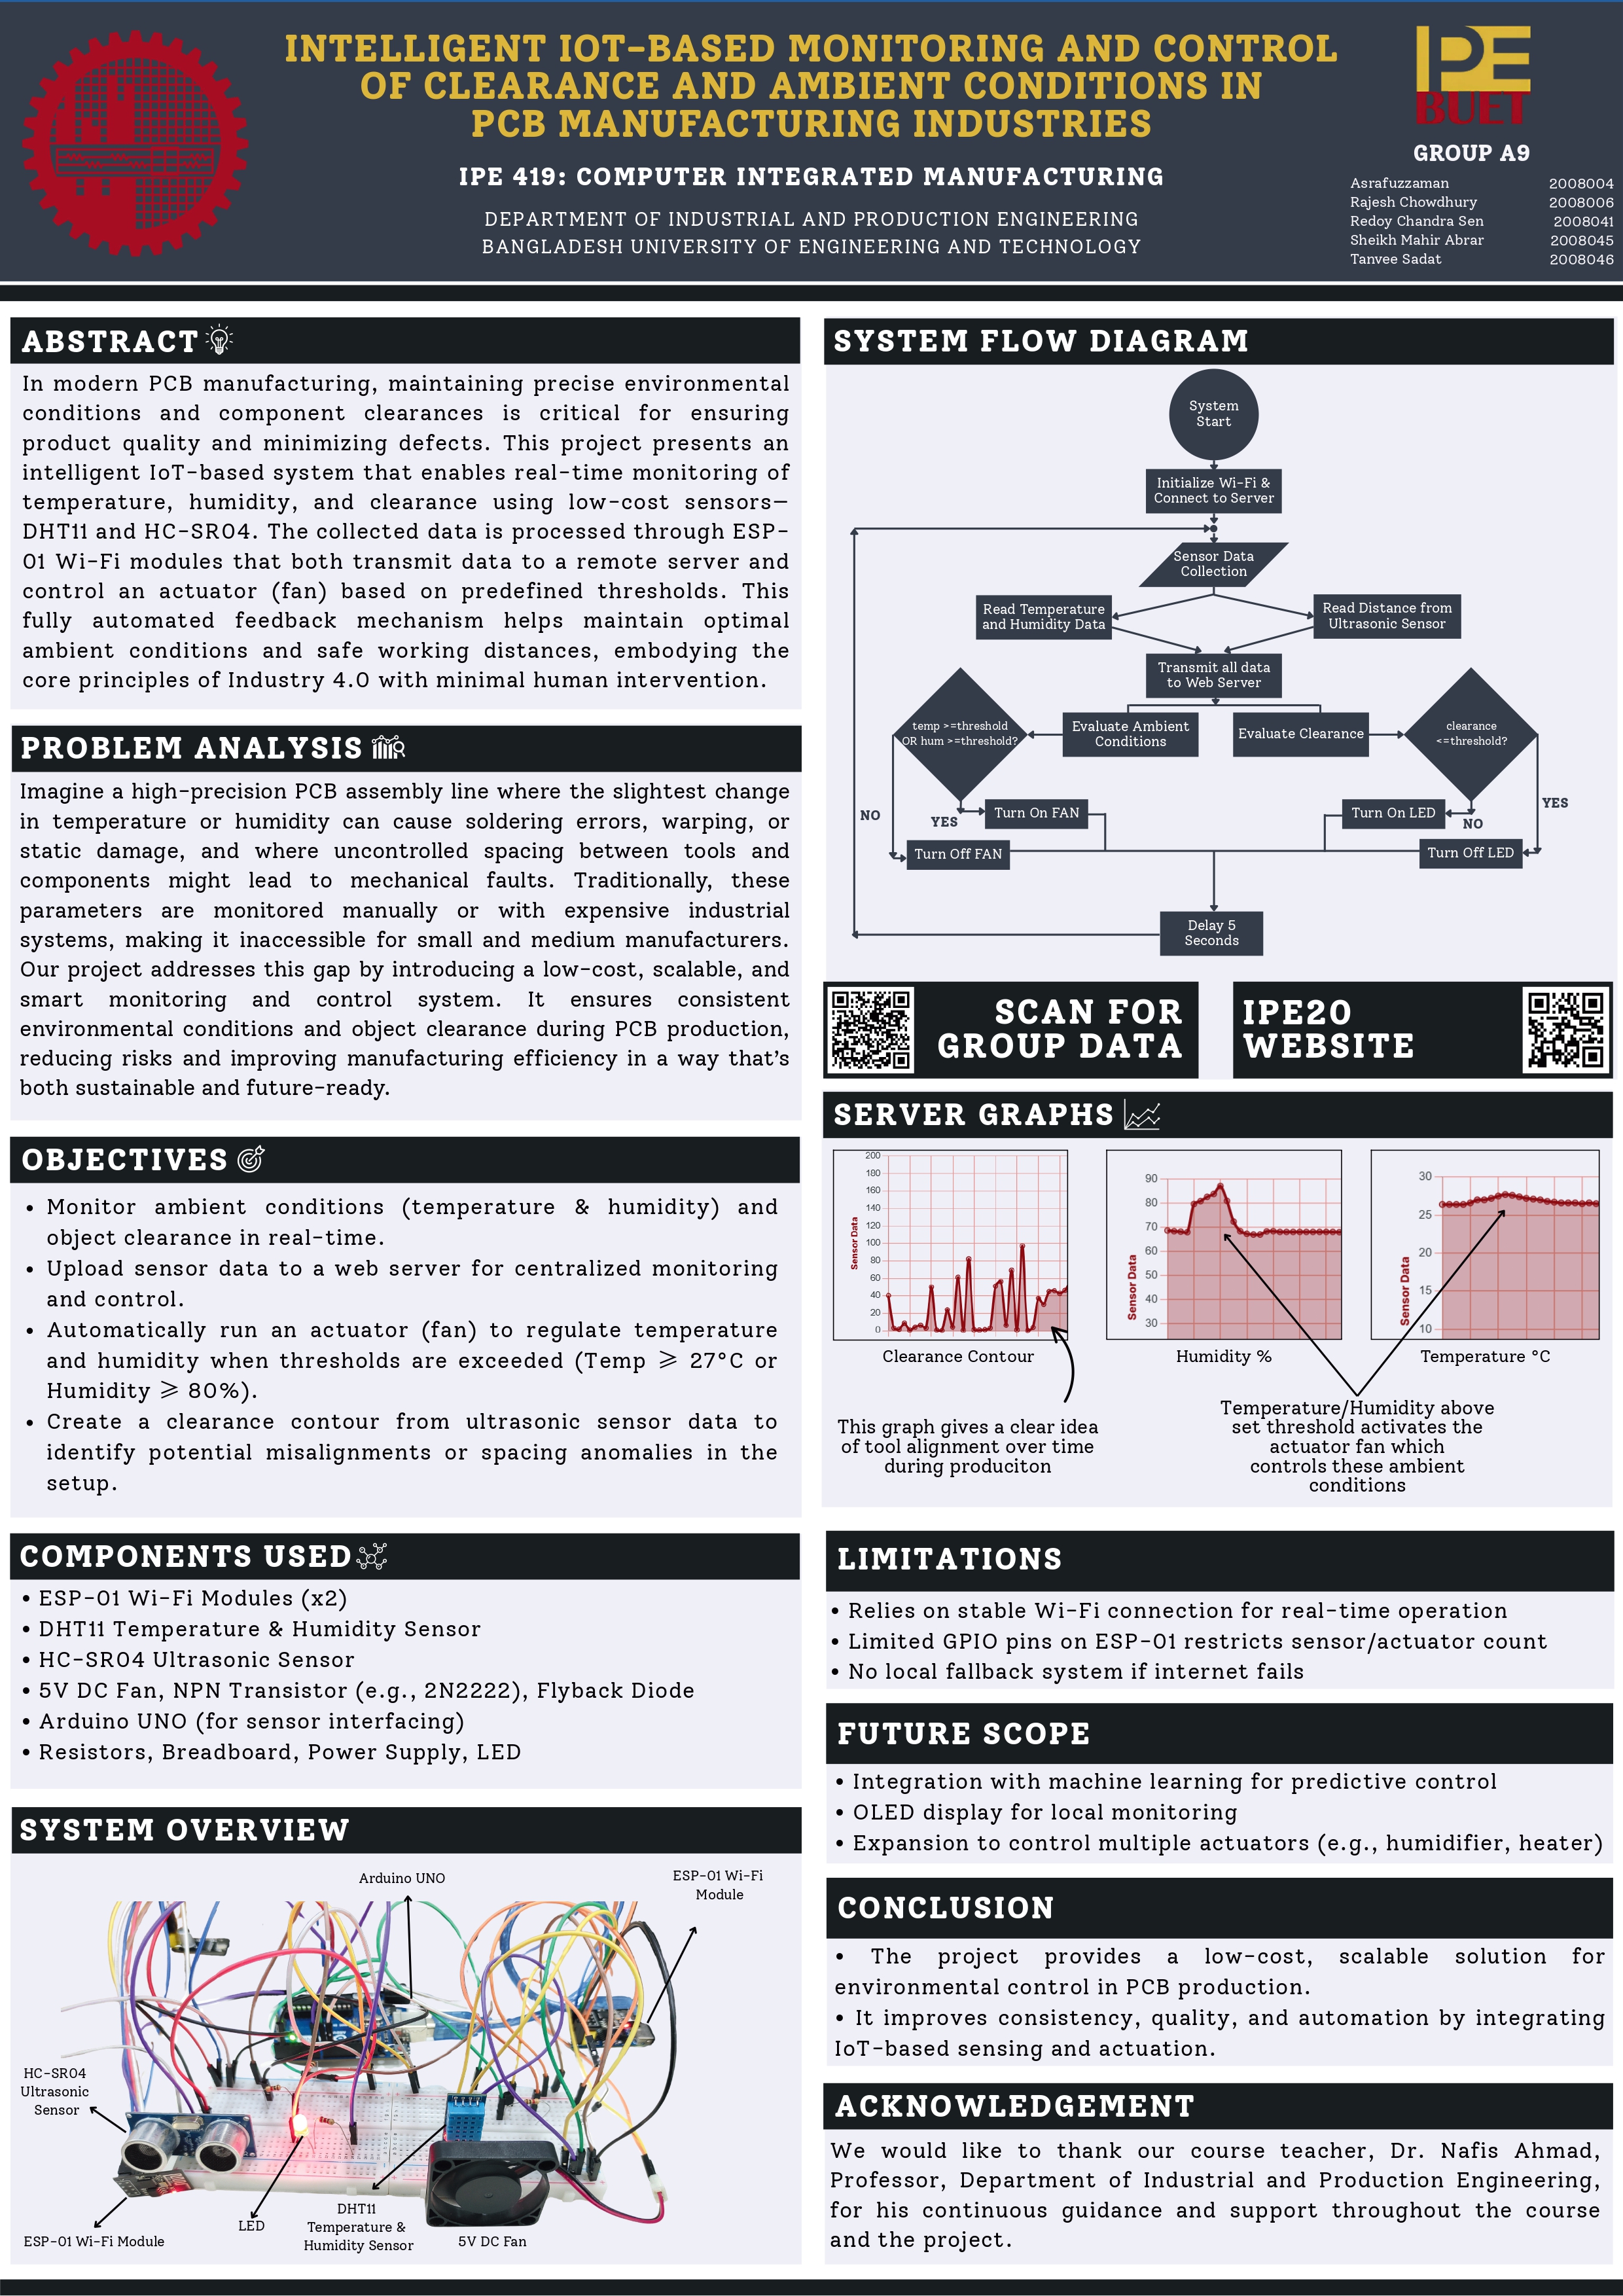 INTELLIGENT IOT-BASED MONITORING AND CONTROL
OF CLEARANCE AND AMBIENT CONDITIONS IN
PCB MANUFACTURING INDUSTRIES
IPE 419: COMPUTER INTEGRATED MANUFACTURING
DEPARTMENT OF INDUSTRIAL AND PRODUCTION ENGINEERING
BANGLADESH UNIVERSITY OF ENGINEERING AND TECHNOLOGY
IPE
BUET
GROUP A9
Asrafuzzaman 2008004
Rajesh Chowdhury 2008006
Redoy Chandra Sen 2008041
Sheikh Mahir Abrar 2008045
Tanvee Sadat 2008046
ABSTRACT
In modern PCB manufacturing, maintaining precise environmental
conditions and component clearances is critical for ensuring
product quality and minimizing defects. This project presents an
intelligent IoT-based system that enables real-time monitoring of
temperature, humidity, and clearance using low-cost sensors—
DHT11 and HC-SR04. The collected data is processed through ESP-
01 Wi-Fi modules that both transmit data to a remote server and
control an actuator (fan) based on predefined thresholds. This
fully automated feedback mechanism helps maintain optimal
ambient conditions and safe working distances, embodying the
core principles of Industry 4.0 with minimal human intervention.
PROBLEM ANALYSIS
Imagine a high-precision PCB assembly line where the slightest change
in temperature or humidity can cause soldering errors, warping, or
static damage, and where uncontrolled spacing between tools and
components might lead to mechanical faults. Traditionally, these
parameters are monitored manually or with expensive industrial
systems, making it inaccessible for small and medium manufacturers.
Our project addresses this gap by introducing a low-cost, scalable, and
smart monitoring and control system. It ensures consistent
environmental conditions and object clearance during PCB production,
reducing risks and improving manufacturing efficiency in a way that's
both sustainable and future-ready.
OBJECTIVES
• Monitor ambient conditions (temperature & humidity) and
object clearance in real-time.
• Upload sensor data to a web server for centralized monitoring
and control.
• Automatically run an actuator (fan) to regulate temperature
and humidity when thresholds are exceeded (Temp ⩾ 27°C or
Humidity ⩾ 80%).
• Create a clearance contour from ultrasonic sensor data to
identify potential misalignments or spacing anomalies in the
setup.
COMPONENTS USED
• ESP-01 Wi-Fi Modules (x2)
• DHT11 Temperature & Humidity Sensor
• HC-SR04 Ultrasonic Sensor
• 5V DC Fan, NPN Transistor (e.g., 2N2222), Flyback Diode
• Arduino UNO (for sensor interfacing)
• Resistors, Breadboard, Power Supply, LED
SYSTEM OVERVIEW
Arduino UNO
ESP-01 Wi-Fi
Module
HC-SR04
Ultrasonic
Sensor
ESP-01 Wi-Fi Module
LED
DHT11
Temperature &
Humidity Sensor
5V DC Fan
SYSTEM FLOW DIAGRAM
System
Start
Initialize Wi-Fi &
Connect to Server
Sensor Data
Collection
Read Temperature
and Humidity Data
Read Distance from
Ultrasonic Sensor
Transmit all data
to Web Server
temp >=threshold
OR hum >=threshold?
Evaluate Ambient
Conditions
Evaluate Clearance
clearance
<=threshold?
NO
YES
Turn On FAN
Turn On LED
NO
YES
Turn Off FAN
Turn Off LED
Delay 5
Seconds
SCAN FOR
GROUP DATA
IPE20
WEBSITE
SERVER GRAPHS
200
180
160
140
120
100
80
60
40
20
0
Sensor Data
Clearance Contour
90
80
70
60
50
40
30
Sensor Data
Humidity %
30
25
20
15
10
Sensor Data
Temperature °C
This graph gives a clear idea
of tool alignment over time
during produciton
Temperature/Humidity above
set threshold activates the
actuator fan which
controls these ambient
conditions
LIMITATIONS
• Relies on stable Wi-Fi connection for real-time operation
• Limited GPIO pins on ESP-01 restricts sensor/actuator count
• No local fallback system if internet fails
FUTURE SCOPE
• Integration with machine learning for predictive control
• OLED display for local monitoring
• Expansion to control multiple actuators (e.g., humidifier, heater)
CONCLUSION
• The project provides a low-cost, scalable solution for
environmental control in PCB production.
• It improves consistency, quality, and automation by integrating
IoT-based sensing and actuation.
ACKNOWLEDGEMENT
We would like to thank our course teacher, Dr. Nafis Ahmad,
Professor, Department of Industrial and Production Engineering,
for his continuous guidance and support throughout the course
and the project.